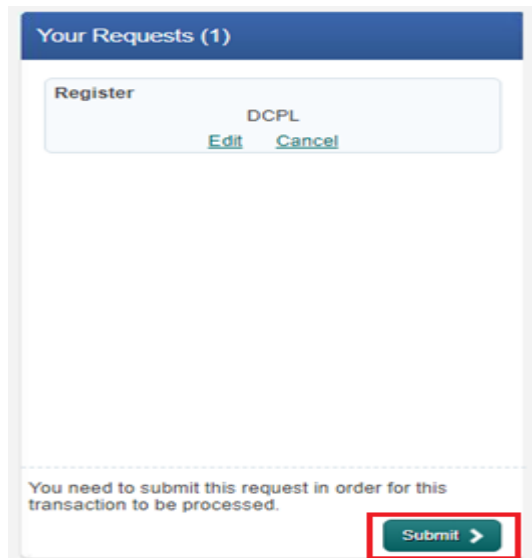 Your Requests (1)
Register
DCPL
Edit Cancel
You need to submit this request in order for this
transaction to be processed.
Submit